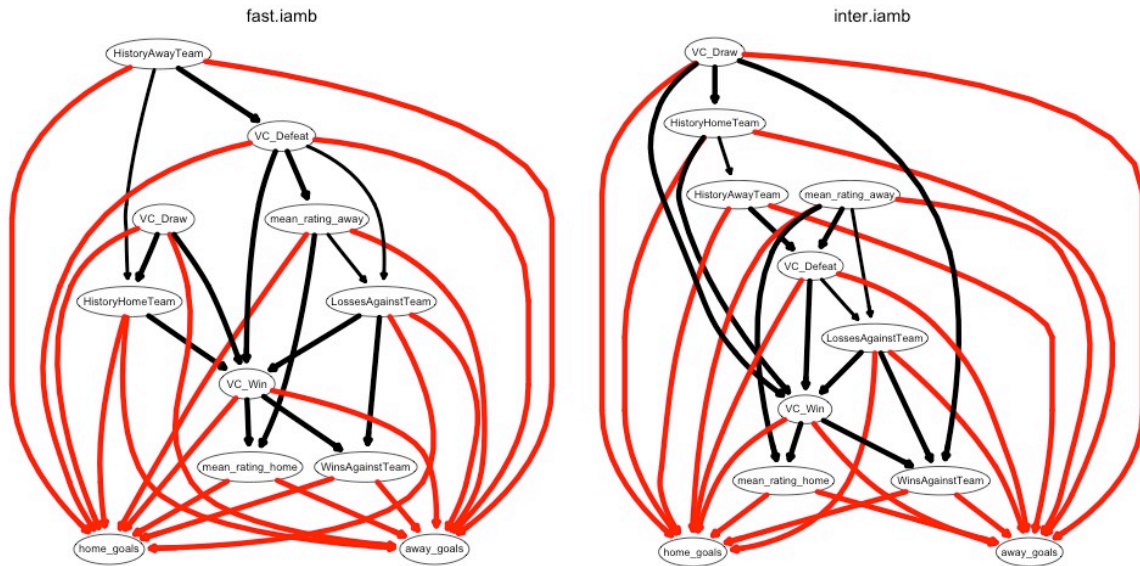 fast.iamb
HistoryAwayTeam
VC_Defeat
VC_Draw
mean_rating_away
HistoryHomeTeam
LossesAgainstTeam
VC_Win
mean_rating_home
WinsAgainstTeam
home_goals
away_goals
inter.iamb
VC_Draw
HistoryHomeTeam
HistoryAwayTeam
mean_rating_away
VC_Defeat
LossesAgainstTeam
VC_Win
mean_rating_home
WinsAgainstTeam
home_goals
away_goals